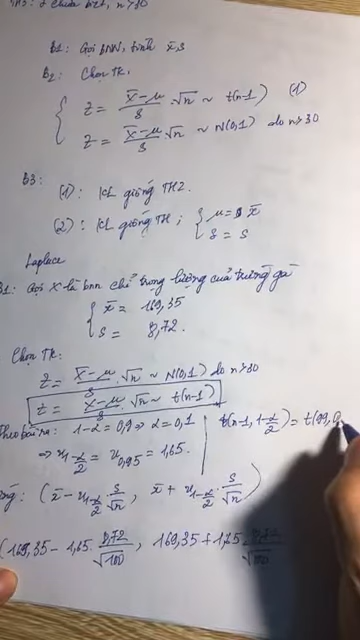 TH3: σ chưa biết, n > 30
B1: Gọi BNN, tính x̄, s
B2: Chọn TK,
Z = (x̄ - μ)/s · √n ~ t(n-1) (1)
Z = (x̄ - μ)/s · √n ~ N(0,1) do n > 30
B3:
(1): KL giống TH2.
(2): KL giống TH ; { μ = x̄
s = s
Laplace
B1: Gọi X là bnn chỉ trọng lượng của trứng gà
x̄ = 169,35
s = 8,72.
Chọn TK:
Z = (x̄ - μ)/s · √n ~ N(0,1) do n > 30
t = (x̄ - μ)/s · √n ~ t(n-1)
Theo bài ra: 1-α = 0,9 ⇒ α = 0,1 | t(n-1, 1-α/2) = t(99, 0,
⇒ u_{1-α/2} = u_{0,95} = 1,65.
(x̄ - u_{1-α/2} · s/√n, x̄ + u_{1-α/2} · s/√n)
(169,35 - 1,65 · 8,72/√100, 169,35 + 1,65 · 8,72/√100